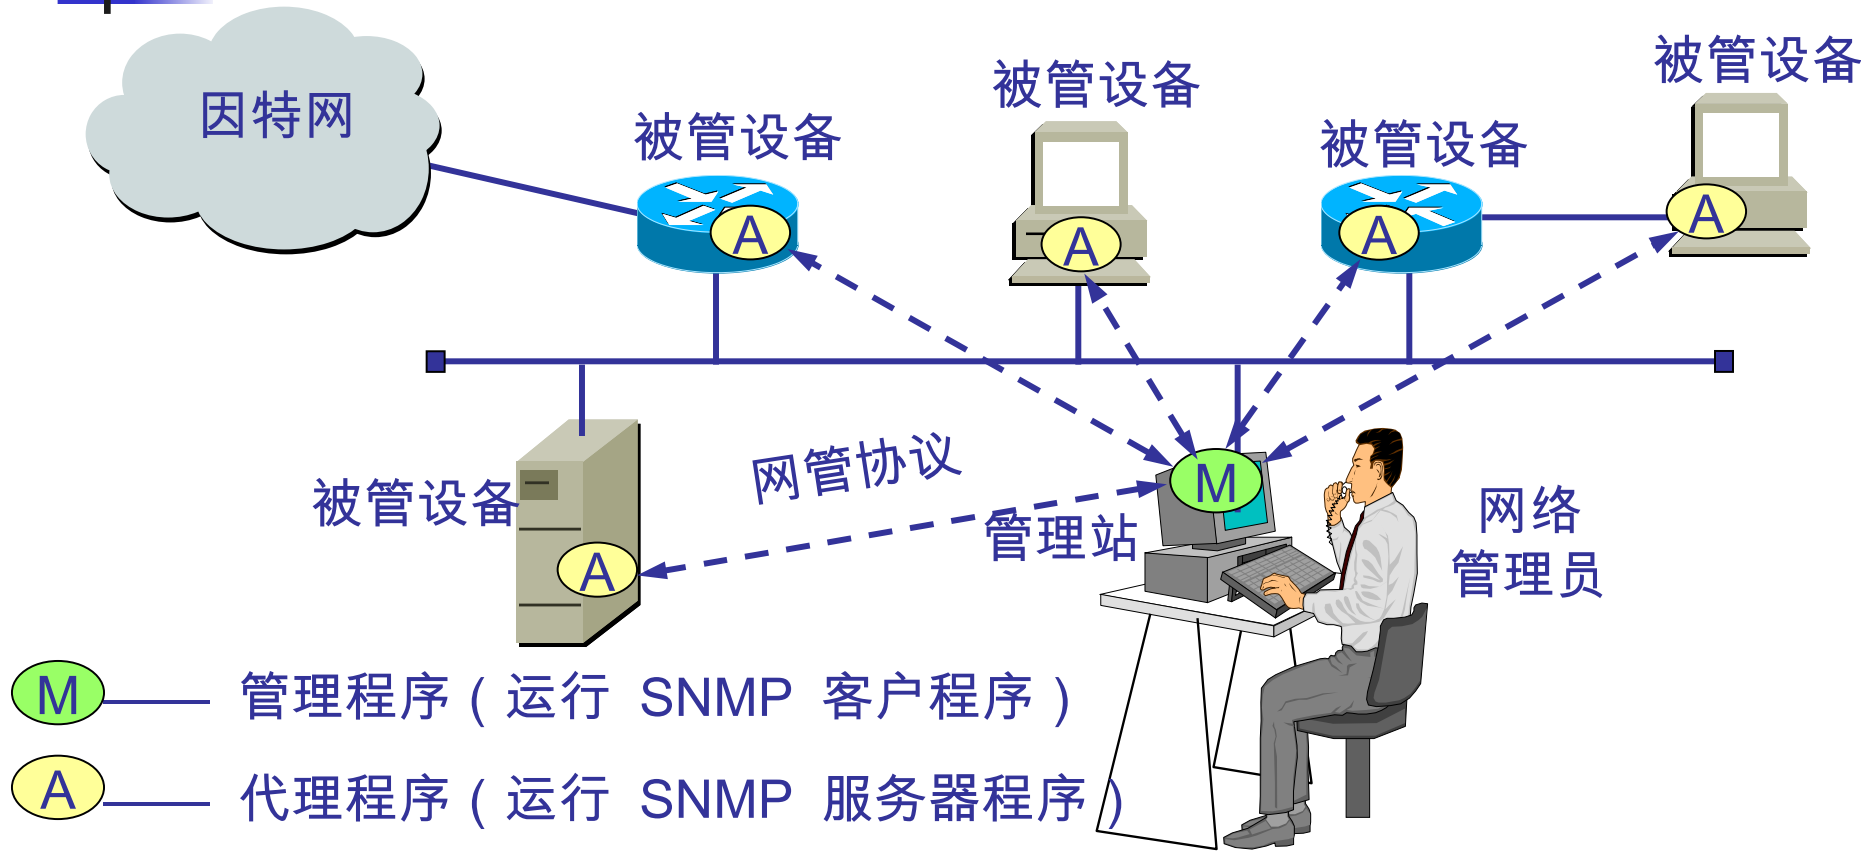 因特网
被管设备
A
被管设备
A
被管设备
A
被管设备
A
被管设备
A
网管协议
管理站
M
网络
管理员
M 管理程序（运行 SNMP 客户程序）
A 代理程序（运行 SNMP 服务器程序）